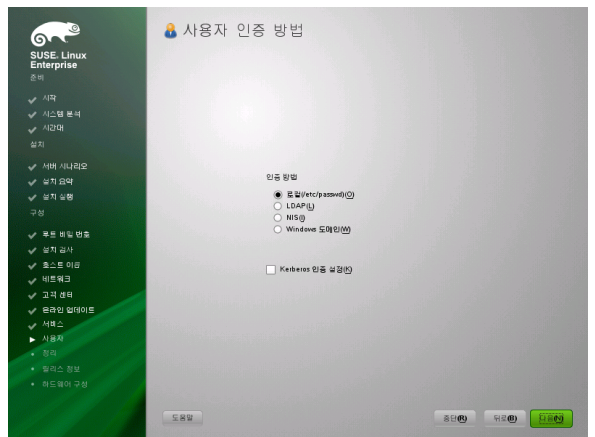 SUSE. Linux
Enterprise
준비
시작
시스템 분석
시간대
설치
서버 시나리오
설치 요약
설치 실행
구성
루트 비밀 번호
설치 검사
호스트 이름
네트워크
고객 센터
온라인 업데이트
서비스
사용자
정리
릴리스 정보
하드웨어 구성
사용자 인증 방법
인증 방법
로컬(/etc/passwd)(O)
LDAP(L)
NIS(I)
Windows 도메인(W)
Kerberos 인증 설정(K)
도움말
중단(R)
뒤로(B)
다음(N)